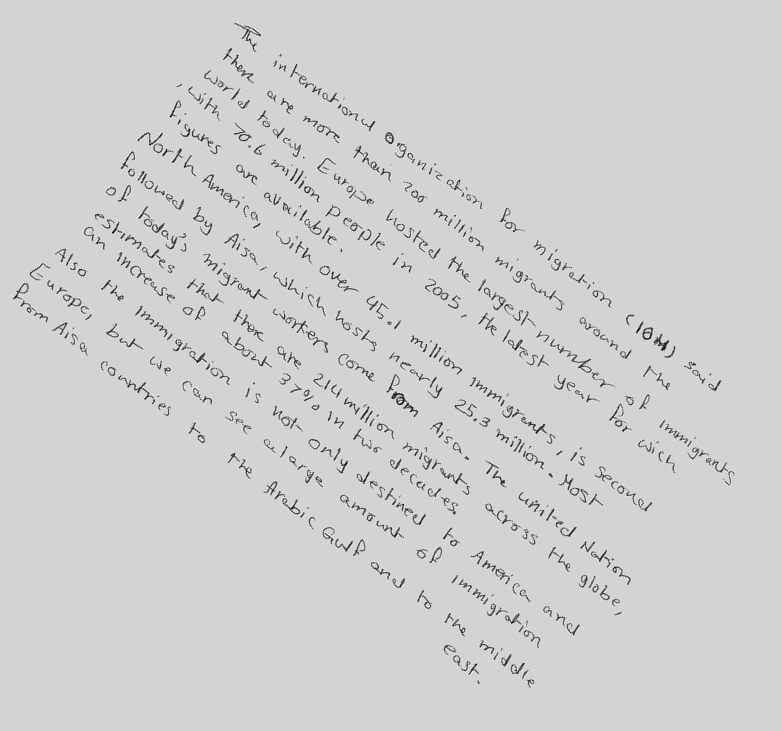 The international Organization for migration (IOM) said
there are more than 200 million migrants around the
world today. Europe hosted the largest number of immigrants
, with 70.6 million people in 2005, the latest year for wich
figures are available.
North America, with over 45.1 million immigrants, is second
followed by Aisa, which hosts nearly 25.3 million. Most
of today's migrant workers come from Aisa. The united Nation
estimates that there are 214 million migrants across the globe,
an increase of about 37% in two decades.
Also the immigration is not only destined to America and
Europe, but we can see a large amount of immigration
from Aisa countries to the Arabic Gulf and to the middle
east.